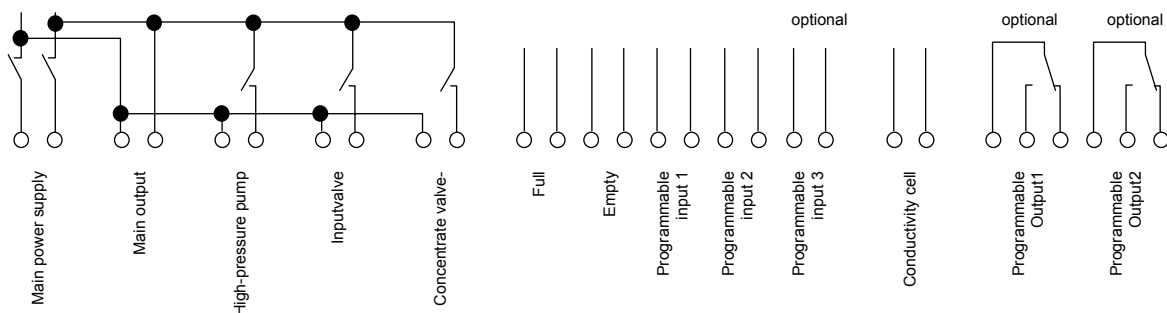 optional
optional
optional
Main power supply
Main output
High-pressure pump
Inputvalve
Concentrate valve-
Full
Empty
Programmable
input 1
Programmable
input 2
Programmable
input 3
Conductivity cell
Programmable
Output1
Programmable
Output2